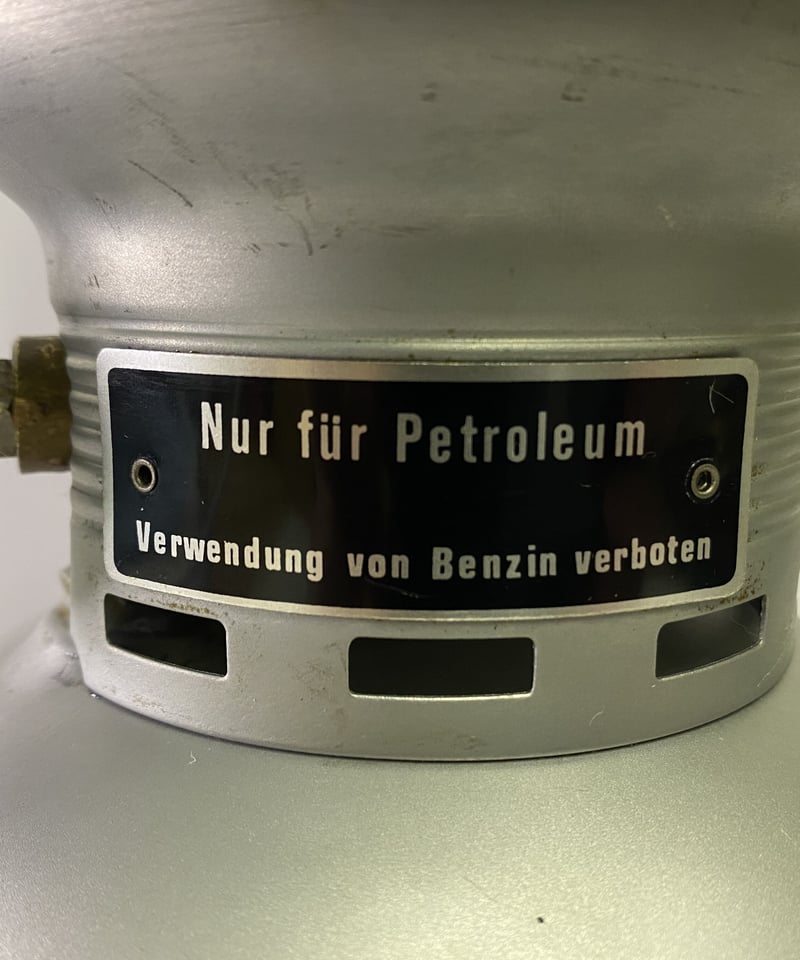 Nur für Petroleum
Verwendung von Benzin verboten